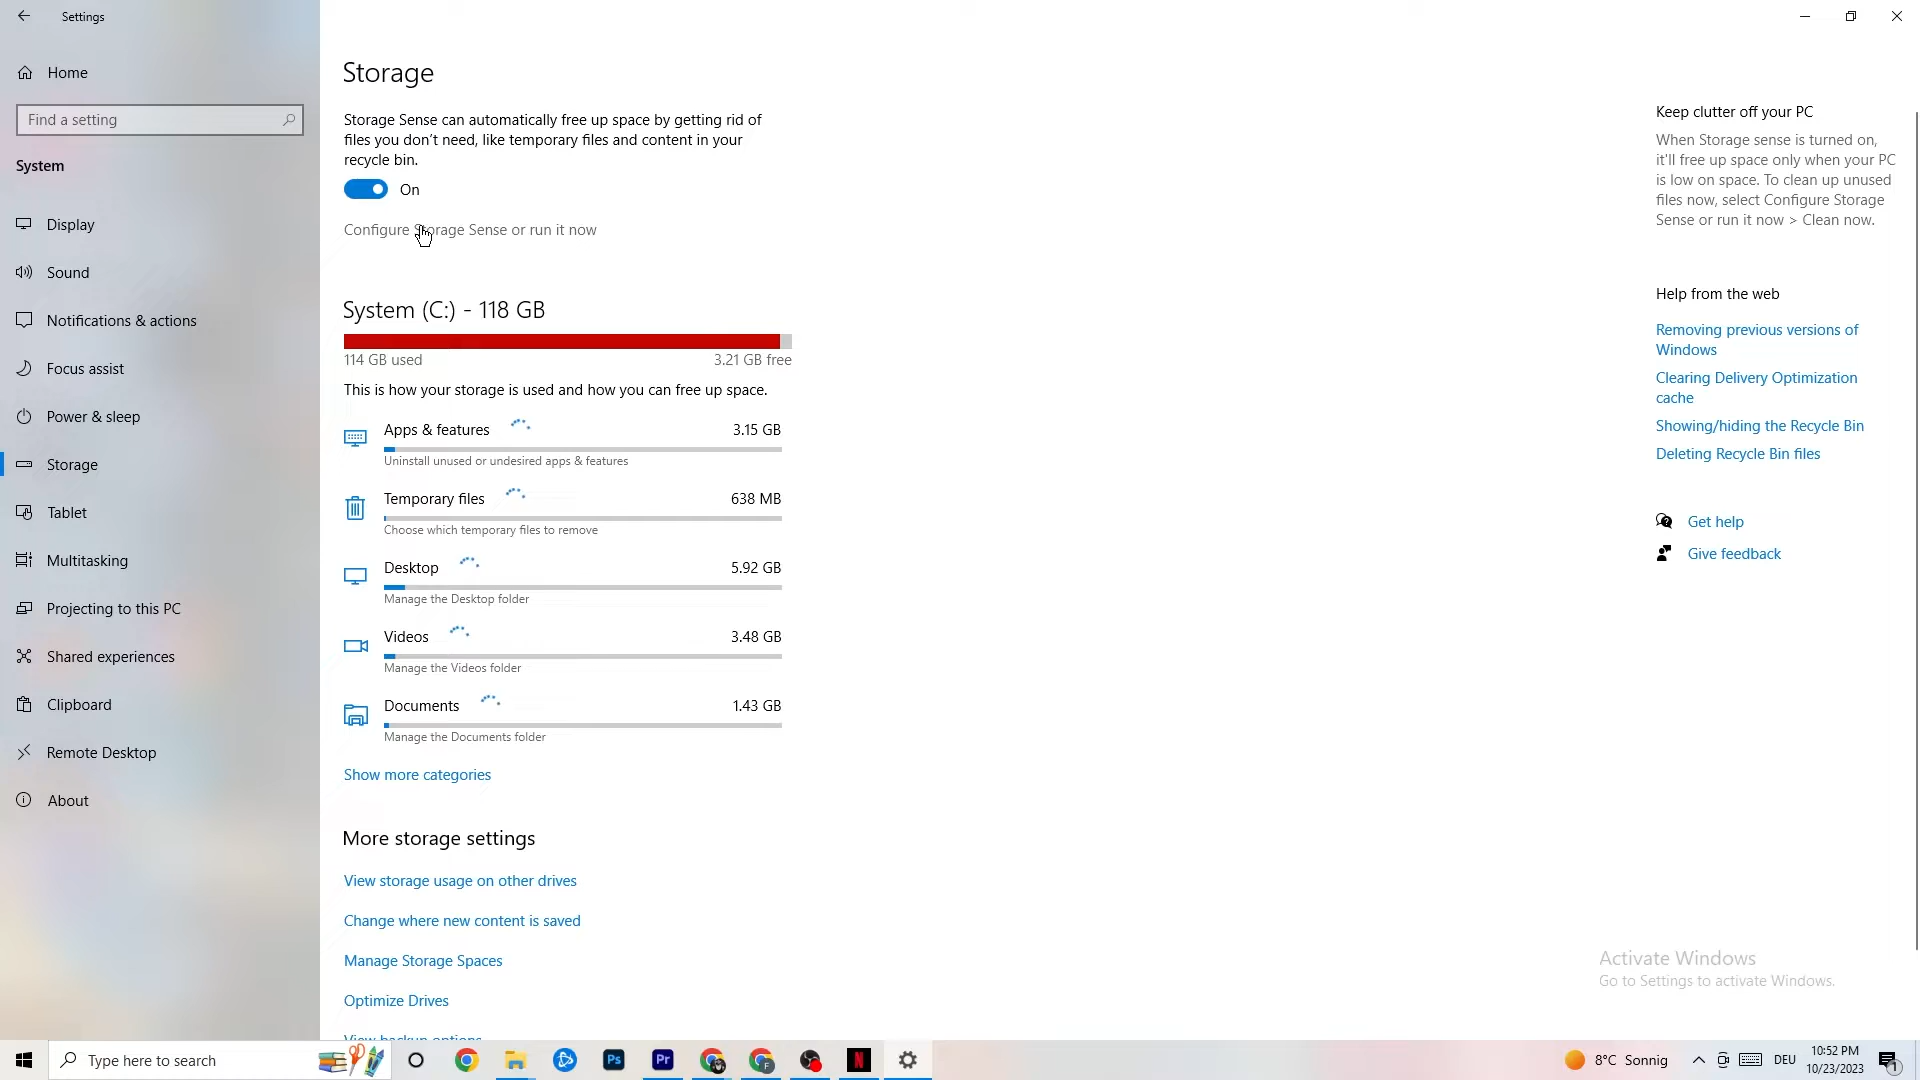 Settings
Home
Find a setting
System
Display
Sound
Notifications & actions
Focus assist
Power & sleep
Storage
Tablet
Multitasking
Projecting to this PC
Shared experiences
Clipboard
Remote Desktop
About
Storage
Storage Sense can automatically free up space by getting rid of
files you don't need, like temporary files and content in your
recycle bin.
On
Configure Storage Sense or run it now
System (C:) - 118 GB
114 GB used
3.21 GB free
This is how your storage is used and how you can free up space.
Apps & features
3.15 GB
Uninstall unused or undesired apps & features
Temporary files
638 MB
Choose which temporary files to remove
Desktop
5.92 GB
Manage the Desktop folder
Videos
3.48 GB
Manage the Videos folder
Documents
1.43 GB
Manage the Documents folder
Show more categories
More storage settings
View storage usage on other drives
Change where new content is saved
Manage Storage Spaces
Optimize Drives
View backup options
Keep clutter off your PC
When Storage sense is turned on,
it'll free up space only when your PC
is low on space. To clean up unused
files now, select Configure Storage
Sense or run it now > Clean now.
Help from the web
Removing previous versions of
Windows
Clearing Delivery Optimization
cache
Showing/hiding the Recycle Bin
Deleting Recycle Bin files
Get help
Give feedback
Activate Windows
Go to Settings to activate Windows.
Type here to search
Ps
Pr
F
N
8°C Sonnig
DEU
10:52 PM
10/23/2023
1